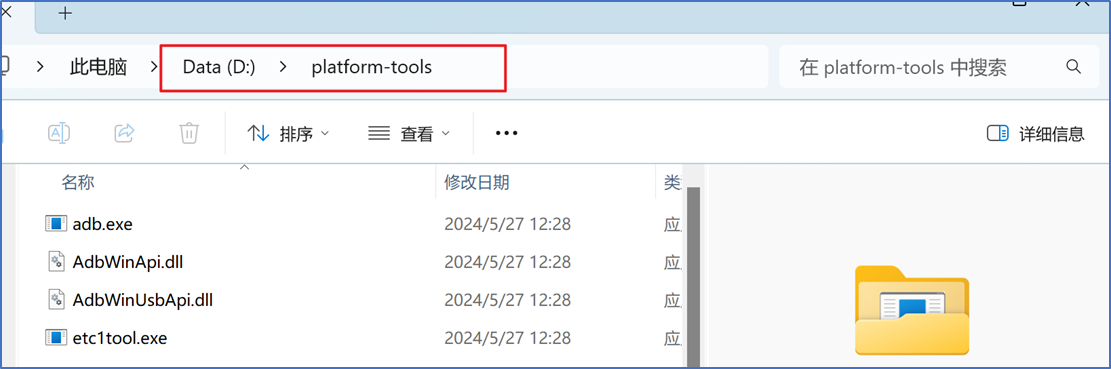 此电脑 Data (D:) platform-tools 在 platform-tools 中搜索
排序 查看 详细信息
名称 修改日期 类
adb.exe 2024/5/27 12:28 应
AdbWinApi.dll 2024/5/27 12:28 应
AdbWinUsbApi.dll 2024/5/27 12:28 应
etc1tool.exe 2024/5/27 12:28 应